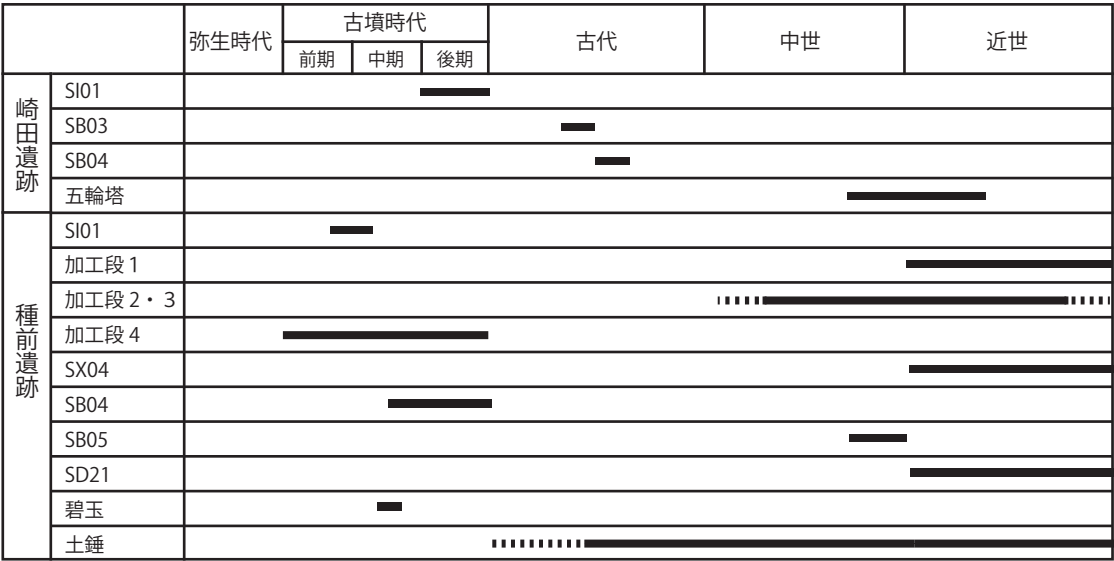 弥生時代 古墳時代 古代 中世 近世
前期 中期 後期
崎田遺跡
SI01
SB03
SB04
五輪塔
種前遺跡
SI01
加工段1
加工段2・3
加工段4
SX04
SB04
SB05
SD21
碧玉
土錘